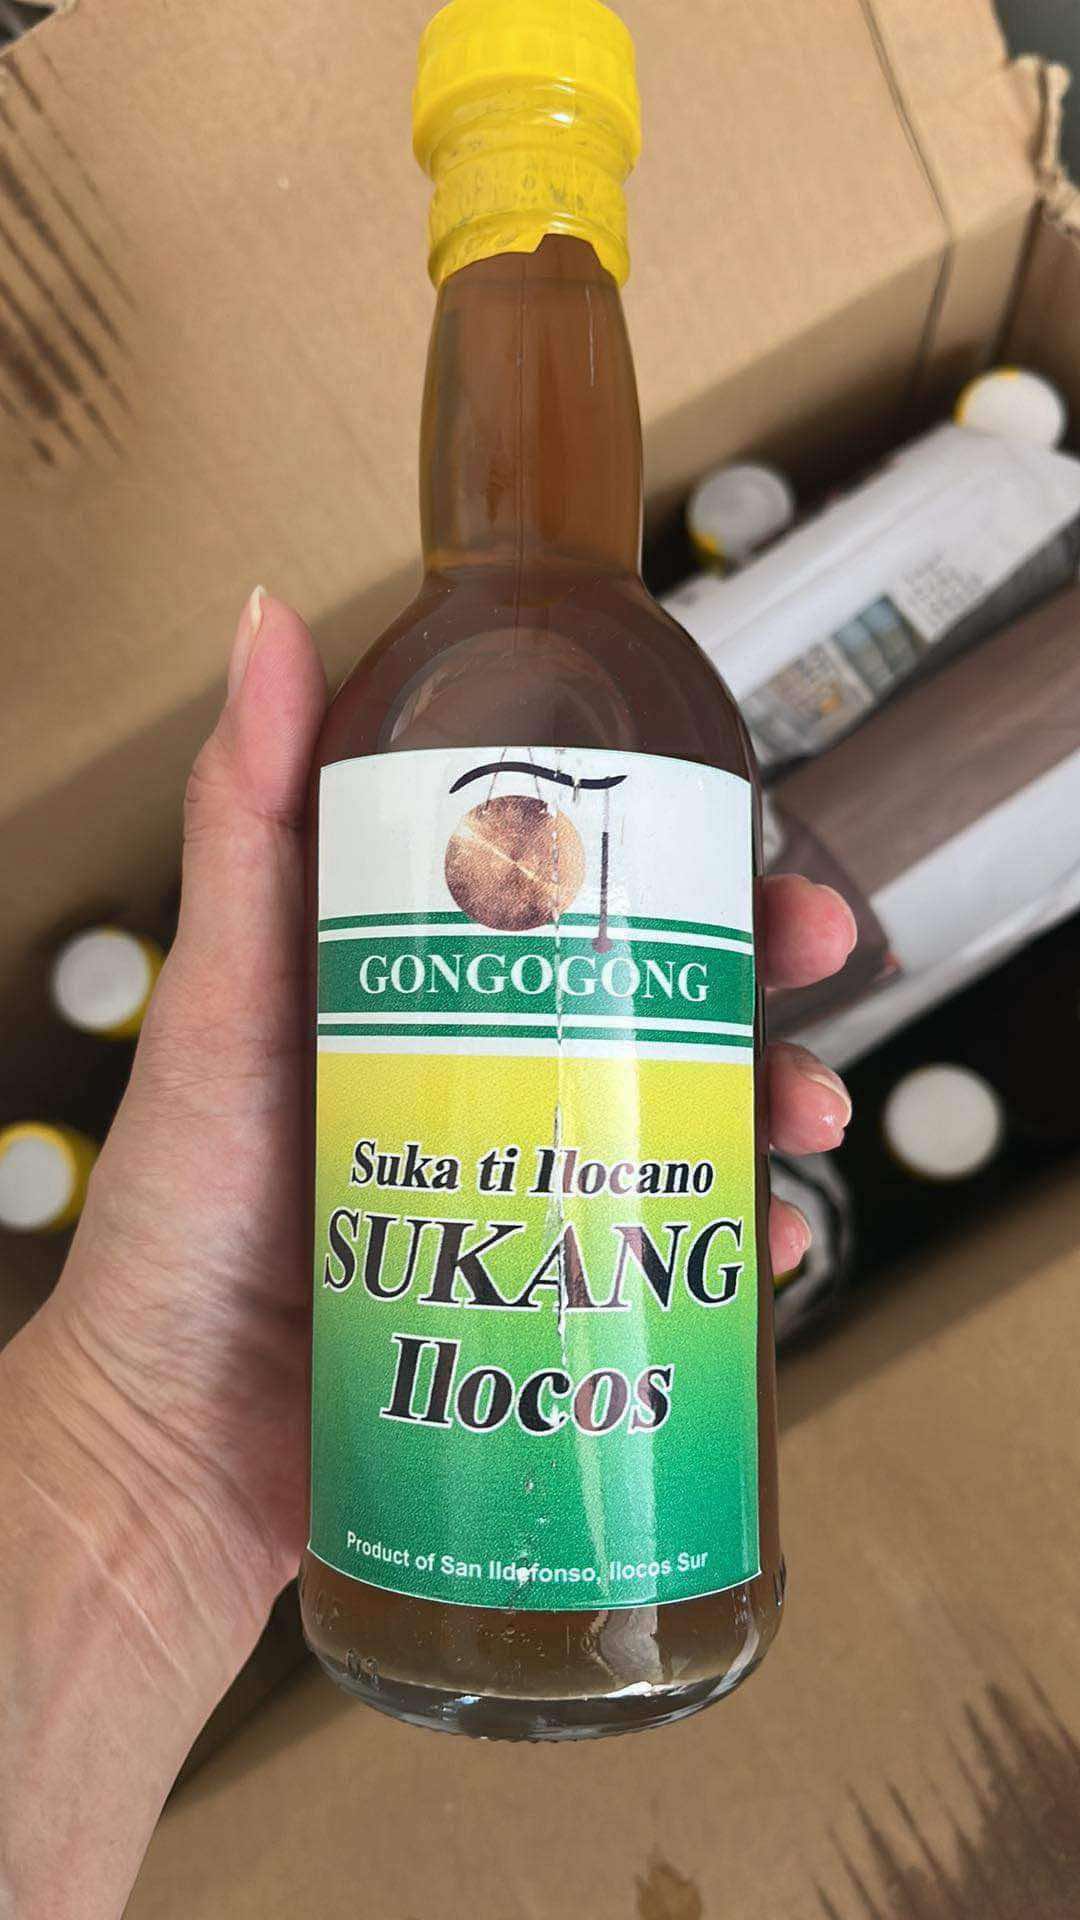 GONGOGONG
Suka ti Ilocano
SUKANG
Ilocos
Product of San Ildefonso, Ilocos Sur